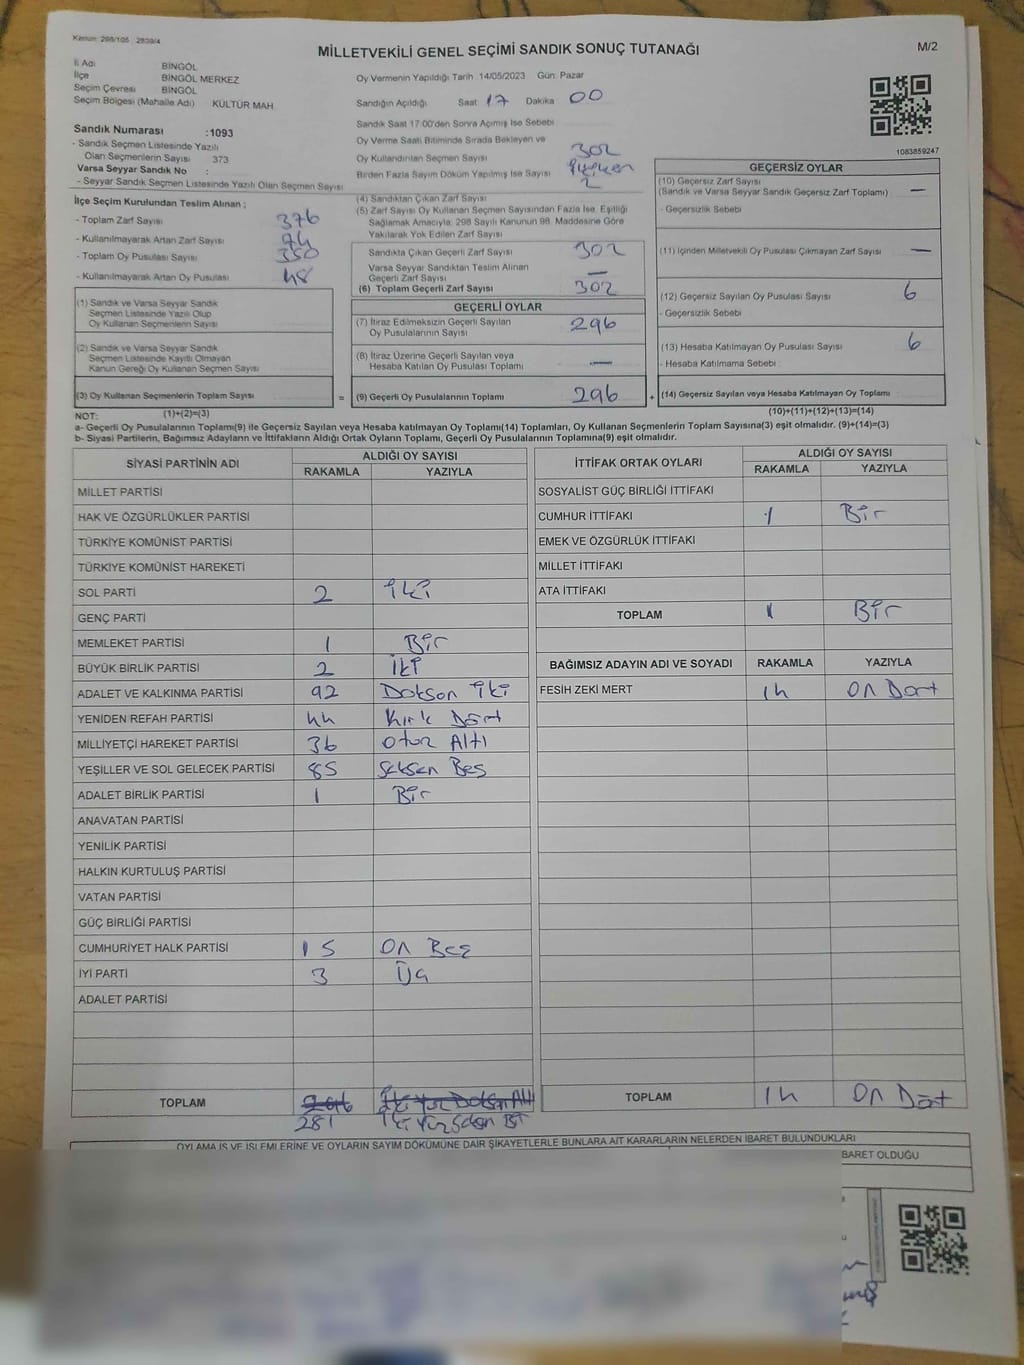 Kanun: 298/105 2839/4
MİLLETVEKİLİ GENEL SEÇİMİ SANDIK SONUÇ TUTANAĞI
M/2
İl Adı BİNGÖL
İlçe BİNGÖL MERKEZ
Seçim Çevresi BİNGÖL
Seçim Bölgesi (Mahalle Adı) KÜLTÜR MAH.
Sandık Numarası :1093
- Sandık Seçmen Listesinde Yazılı
Olan Seçmenlerin Sayısı 373
Varsa Seyyar Sandık No :
- Seyyar Sandık Seçmen Listesinde Yazılı Olan Seçmen Sayısı
Oy Vermenin Yapıldığı Tarih 14/05/2023 Gün: Pazar
Sandığın Açıldığı Saat 17 Dakika 00
Sandık Saat 17:00'den Sonra Açılmış İse Sebebi
Oy Verme Saati Bitiminde Sırada Bekleyen ve
Oy Kullandırılan Seçmen Sayısı 302
Birden Fazla Sayım Döküm Yapılmış İse Sayısı 2
1083859247
İlçe Seçim Kurulundan Teslim Alınan ;
- Toplam Zarf Sayısı 376
- Kullanılmayarak Artan Zarf Sayısı 74
- Toplam Oy Pusulası Sayısı 350
- Kullanılmayarak Artan Oy Pusulası 48
(1) Sandık ve Varsa Seyyar Sandık
Seçmen Listesinde Yazılı Olup
Oy Kullanan Seçmenlerin Sayısı
(2) Sandık ve Varsa Seyyar Sandık
Seçmen Listesinde Kayıtlı Olmayan
Kanun Gereği Oy Kullanan Seçmen Sayısı
(3) Oy Kullanan Seçmenlerin Toplam Sayısı =
(1)+(2)=(3)
(4) Sandıktan Çıkan Zarf Sayısı
(5) Zarf Sayısı Oy Kullanan Seçmen Sayısından Fazla İse, Eşitliği
Sağlamak Amacıyla; 298 Sayılı Kanunun 98. Maddesine Göre
Yakılarak Yok Edilen Zarf Sayısı
Sandıkta Çıkan Geçerli Zarf Sayısı 302
Varsa Seyyar Sandıktan Teslim Alınan
Geçerli Zarf Sayısı —
(6) Toplam Geçerli Zarf Sayısı 302
GEÇERLİ OYLAR
(7) İtiraz Edilmeksizin Geçerli Sayılan
Oy Pusulalarının Sayısı 296
(8) İtiraz Üzerine Geçerli Sayılan veya
Hesaba Katılan Oy Pusulası Toplamı —
(9) Geçerli Oy Pusulalarının Toplamı 296 +
GEÇERSİZ OYLAR
(10) Geçersiz Zarf Sayısı —
(Sandık ve Varsa Seyyar Sandık Geçersiz Zarf Toplamı)
- Geçersizlik Sebebi
(11) İçinden Milletvekili Oy Pusulası Çıkmayan Zarf Sayısı —
(12) Geçersiz Sayılan Oy Pusulası Sayısı 6
- Geçersizlik Sebebi
(13) Hesaba Katılmayan Oy Pusulası Sayısı 6
- Hesaba Katılmama Sebebi :
(14) Geçersiz Sayılan veya Hesaba Katılmayan Oy Toplamı
(10)+(11)+(12)+(13)=(14)
NOT:
a- Geçerli Oy Pusulalarının Toplamı(9) ile Geçersiz Sayılan veya Hesaba katılmayan Oy Toplamı(14) Toplamları, Oy Kullanan Seçmenlerin Toplam Sayısına(3) eşit olmalıdır. (9)+(14)=(3)
b- Siyasi Partilerin, Bağımsız Adayların ve İttifakların Aldığı Ortak Oyların Toplamı, Geçerli Oy Pusulalarının Toplamına(9) eşit olmalıdır.
SİYASİ PARTİNİN ADI ALDIĞI OY SAYISI
RAKAMLA YAZIYLA
MİLLET PARTİSİ
HAK VE ÖZGÜRLÜKLER PARTİSİ
TÜRKİYE KOMÜNİST PARTİSİ
TÜRKİYE KOMÜNİST HAREKETİ
SOL PARTİ 2 İki
GENÇ PARTİ
MEMLEKET PARTİSİ 1 Bir
BÜYÜK BİRLİK PARTİSİ 2 İki
ADALET VE KALKINMA PARTİSİ 92 Dokson İki
YENİDEN REFAH PARTİSİ 44 Kırk Dört
MİLLİYETÇİ HAREKET PARTİSİ 36 Otuz Altı
YEŞİLLER VE SOL GELECEK PARTİSİ 85 Seksen Beş
ADALET BİRLİK PARTİSİ 1 Bir
ANAVATAN PARTİSİ
YENİLİK PARTİSİ
HALKIN KURTULUŞ PARTİSİ
VATAN PARTİSİ
GÜÇ BİRLİĞİ PARTİSİ
CUMHURİYET HALK PARTİSİ 15 On Beş
İYİ PARTİ 3 Üç
ADALET PARTİSİ
TOPLAM 296 İki Yüz Doksan Altı
281 İki Yüz Seksen Bir
İTTİFAK ORTAK OYLARI ALDIĞI OY SAYISI
RAKAMLA YAZIYLA
SOSYALİST GÜÇ BİRLİĞİ İTTİFAKI
CUMHUR İTTİFAKI 1 Bir
EMEK VE ÖZGÜRLÜK İTTİFAKI
MİLLET İTTİFAKI
ATA İTTİFAKI
TOPLAM 1 Bir
BAĞIMSIZ ADAYIN ADI VE SOYADI RAKAMLA YAZIYLA
FESİH ZEKİ MERT 14 On Dört
TOPLAM 14 On Dört
OYLAMA İŞ VE İŞLEMLERİNE VE OYLARIN SAYIM DÖKÜMÜNE DAİR ŞİKAYETLERLE BUNLARA AİT KARARLARIN NELERDEN İBARET BULUNDUKLARI
BARET OLDUĞU